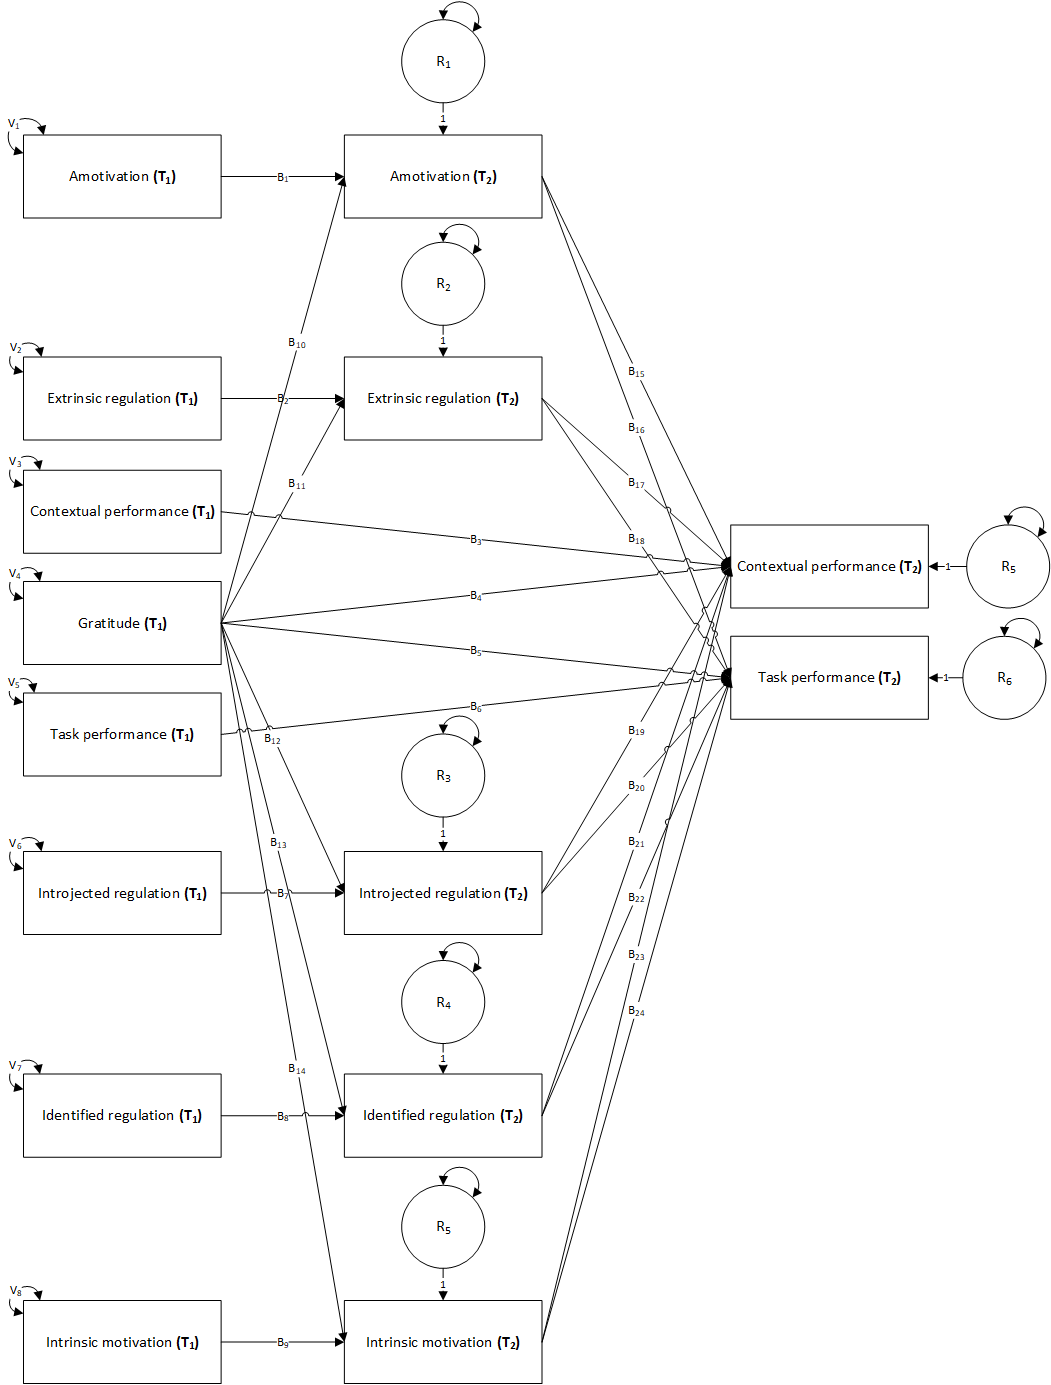 R1
1
V1
Amotivation (T1)
B1
Amotivation (T2)
R2
1
B10
V2
Extrinsic regulation (T1)
B2
Extrinsic regulation (T2)
B15
B16
V3
Contextual performance (T1)
B11
B17
B3
B18
Contextual performance (T2)
1
R5
V4
Gratitude (T1)
B4
B5
Task performance (T2)
1
R6
V5
Task performance (T1)
B6
B12
R3
1
B19
B20
V6
Introjected regulation (T1)
B7
Introjected regulation (T2)
B13
B21
B22
R4
1
B23
B24
V7
Identified regulation (T1)
B8
Identified regulation (T2)
B14
R5
1
V8
Intrinsic motivation (T1)
B9
Intrinsic motivation (T2)